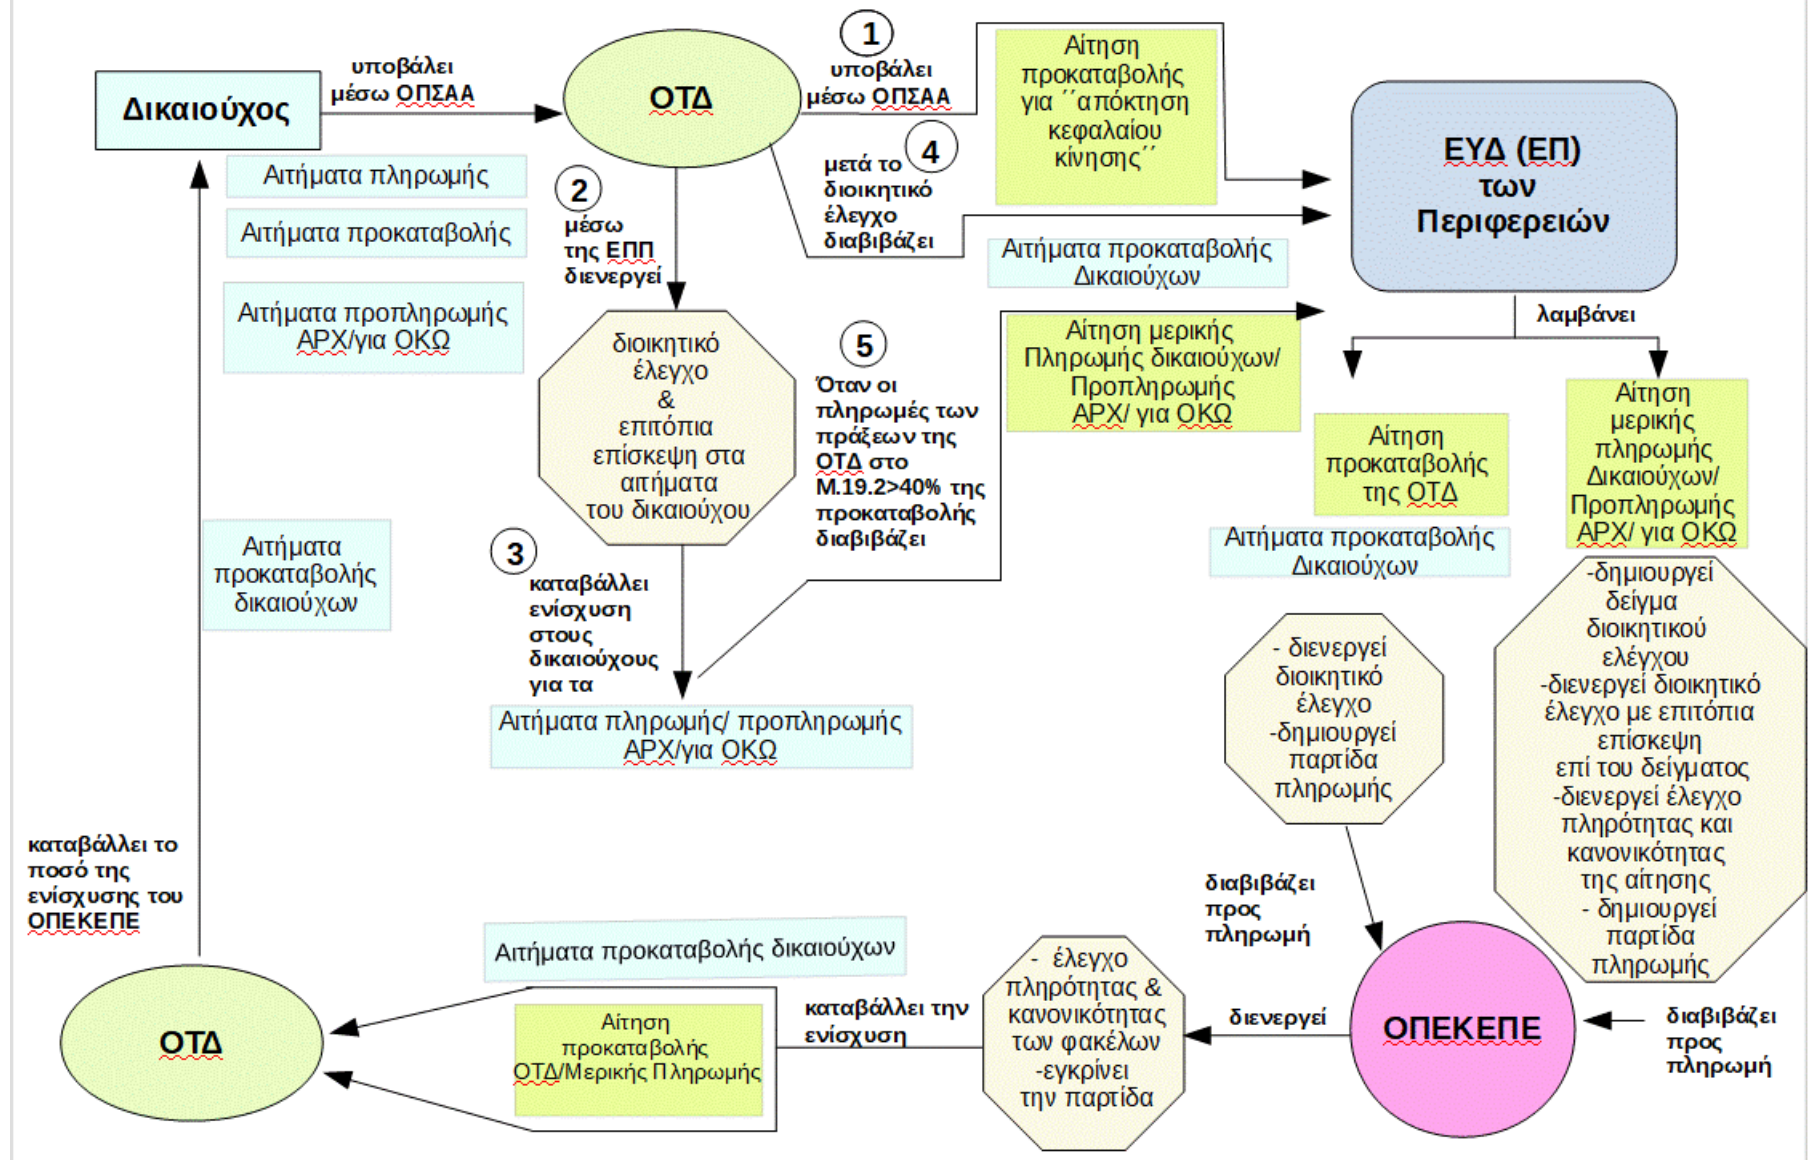 Δικαιούχος
υποβάλει
μέσω ΟΠΣΑΑ
ΟΤΔ
1
υποβάλει
μέσω ΟΠΣΑΑ
Αίτηση
προκαταβολής
για ΄΄απόκτηση
κεφαλαίου
κίνησης΄΄
ΕΥΔ (ΕΠ)
των
Περιφερειών
Αιτήματα πληρωμής
Αιτήματα προκαταβολής
Αιτήματα προπληρωμής
ΑΡΧ/για ΟΚΩ
2
μέσω
της ΕΠΠ
διενεργεί
4
μετά το
διοικητικό
έλεγχο
διαβιβάζει
Αιτήματα προκαταβολής
Δικαιούχων
διοικητικό
έλεγχο
&
επιτόπια
επίσκεψη στα
αιτήματα
του δικαιούχου
5
Όταν οι
πληρωμές των
πράξεων της
ΟΤΔ στο
Μ.19.2>40% της
προκαταβολής
διαβιβάζει
Αίτηση μερικής
Πληρωμής δικαιούχων/
Προπληρωμής
ΑΡΧ/ για ΟΚΩ
λαμβάνει
Αίτηση
προκαταβολής
της ΟΤΔ
Αιτήματα προκαταβολής
Δικαιούχων
Αίτηση
μερικής
πληρωμής
Δικαιούχων/
Προπληρωμής
ΑΡΧ/ για ΟΚΩ
Αιτήματα
προκαταβολής
δικαιούχων
3
καταβάλλει
ενίσχυση
στους
δικαιούχους
για τα
Αιτήματα πληρωμής/ προπληρωμής
ΑΡΧ/για ΟΚΩ
- διενεργεί
διοικητικό
έλεγχο
-δημιουργεί
παρτίδα
πληρωμής
-δημιουργεί
δείγμα
διοικητικού
ελέγχου
-διενεργεί διοικητικό
έλεγχο με επιτόπια
επίσκεψη
επί του δείγματος
-διενεργεί έλεγχο
πληρότητας και
κανονικότητας
της αίτησης
- δημιουργεί
παρτίδα
πληρωμής
καταβάλλει το
ποσό της
ενίσχυσης του
ΟΠΕΚΕΠΕ
διαβιβάζει
προς
πληρωμή
Αιτήματα προκαταβολής δικαιούχων
ΟΤΔ
Αίτηση
προκαταβολής
ΟΤΔ/Μερικής Πληρωμής
καταβάλλει την
ενίσχυση
- έλεγχο
πληρότητας &
κανονικότητας
των φακέλων
-εγκρίνει
την παρτίδα
διενεργεί
ΟΠΕΚΕΠΕ
διαβιβάζει
προς
πληρωμή